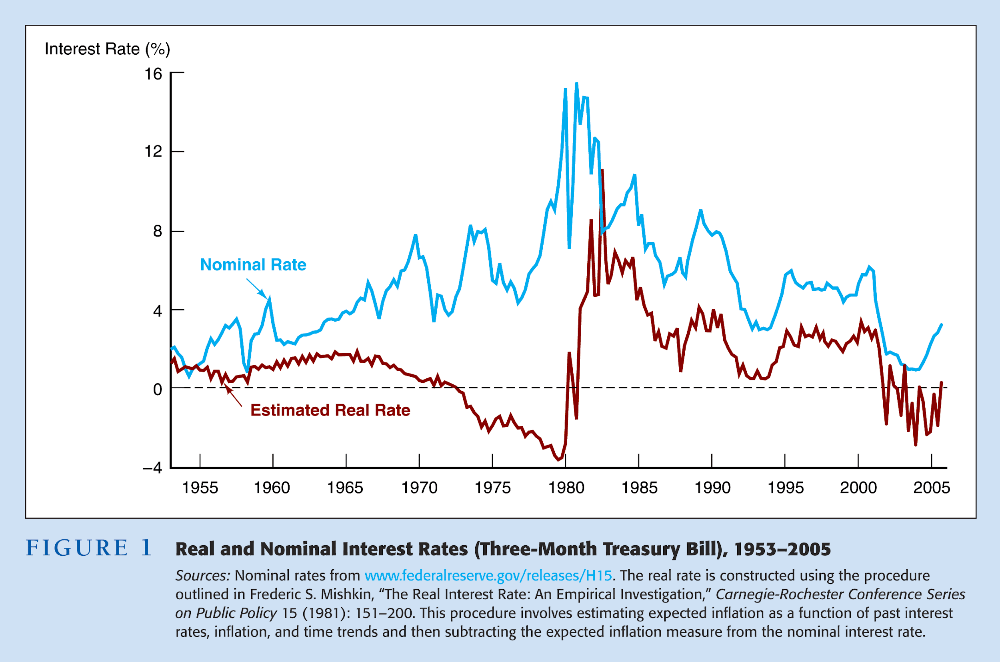 Interest Rate (%)
16
12
8
4
0
–4
Nominal Rate
Estimated Real Rate
1955 1960 1965 1970 1975 1980 1985 1990 1995 2000 2005
FIGURE 1 Real and Nominal Interest Rates (Three-Month Treasury Bill), 1953–2005
Sources: Nominal rates from www.federalreserve.gov/releases/H15. The real rate is constructed using the procedure
outlined in Frederic S. Mishkin, “The Real Interest Rate: An Empirical Investigation,” Carnegie-Rochester Conference Series
on Public Policy 15 (1981): 151–200. This procedure involves estimating expected inflation as a function of past interest
rates, inflation, and time trends and then subtracting the expected inflation measure from the nominal interest rate.